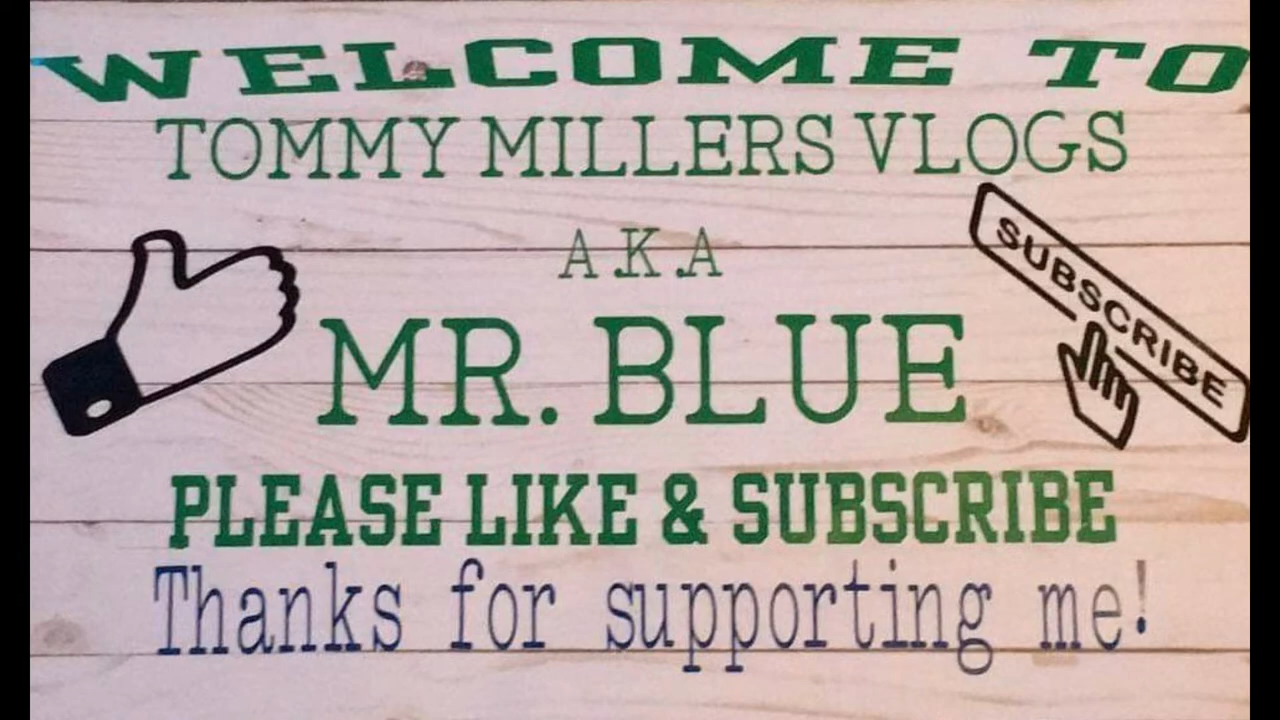 WELCOME TO
TOMMY MILLERS VLOGS
A.K.A
MR. BLUE
SUBSCRIBE
PLEASE LIKE & SUBSCRIBE
Thanks for supporting me!